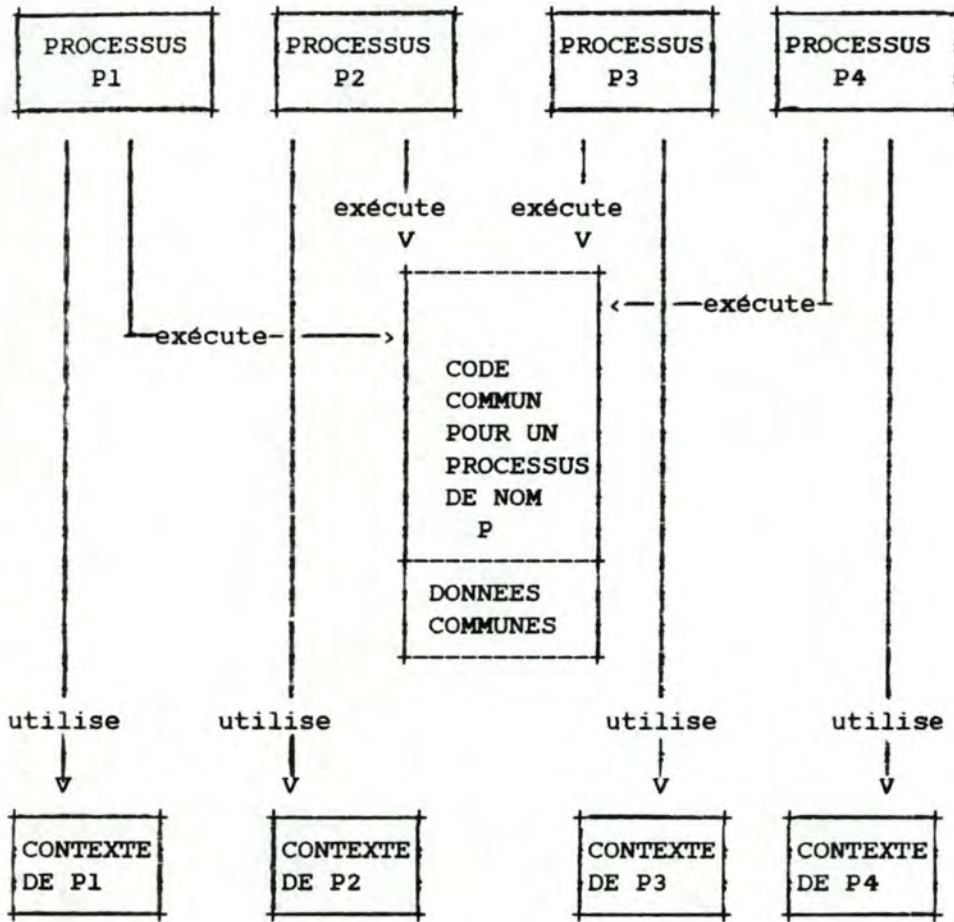 PROCESSUS P1
PROCESSUS P2
PROCESSUS P3
PROCESSUS P4
exécute
exécute
exécute
exécute
CODE
COMMUN
POUR UN
PROCESSUS
DE NOM
P
DONNEES
COMMUNES
utilise
utilise
utilise
utilise
CONTEXTE
DE P1
CONTEXTE
DE P2
CONTEXTE
DE P3
CONTEXTE
DE P4